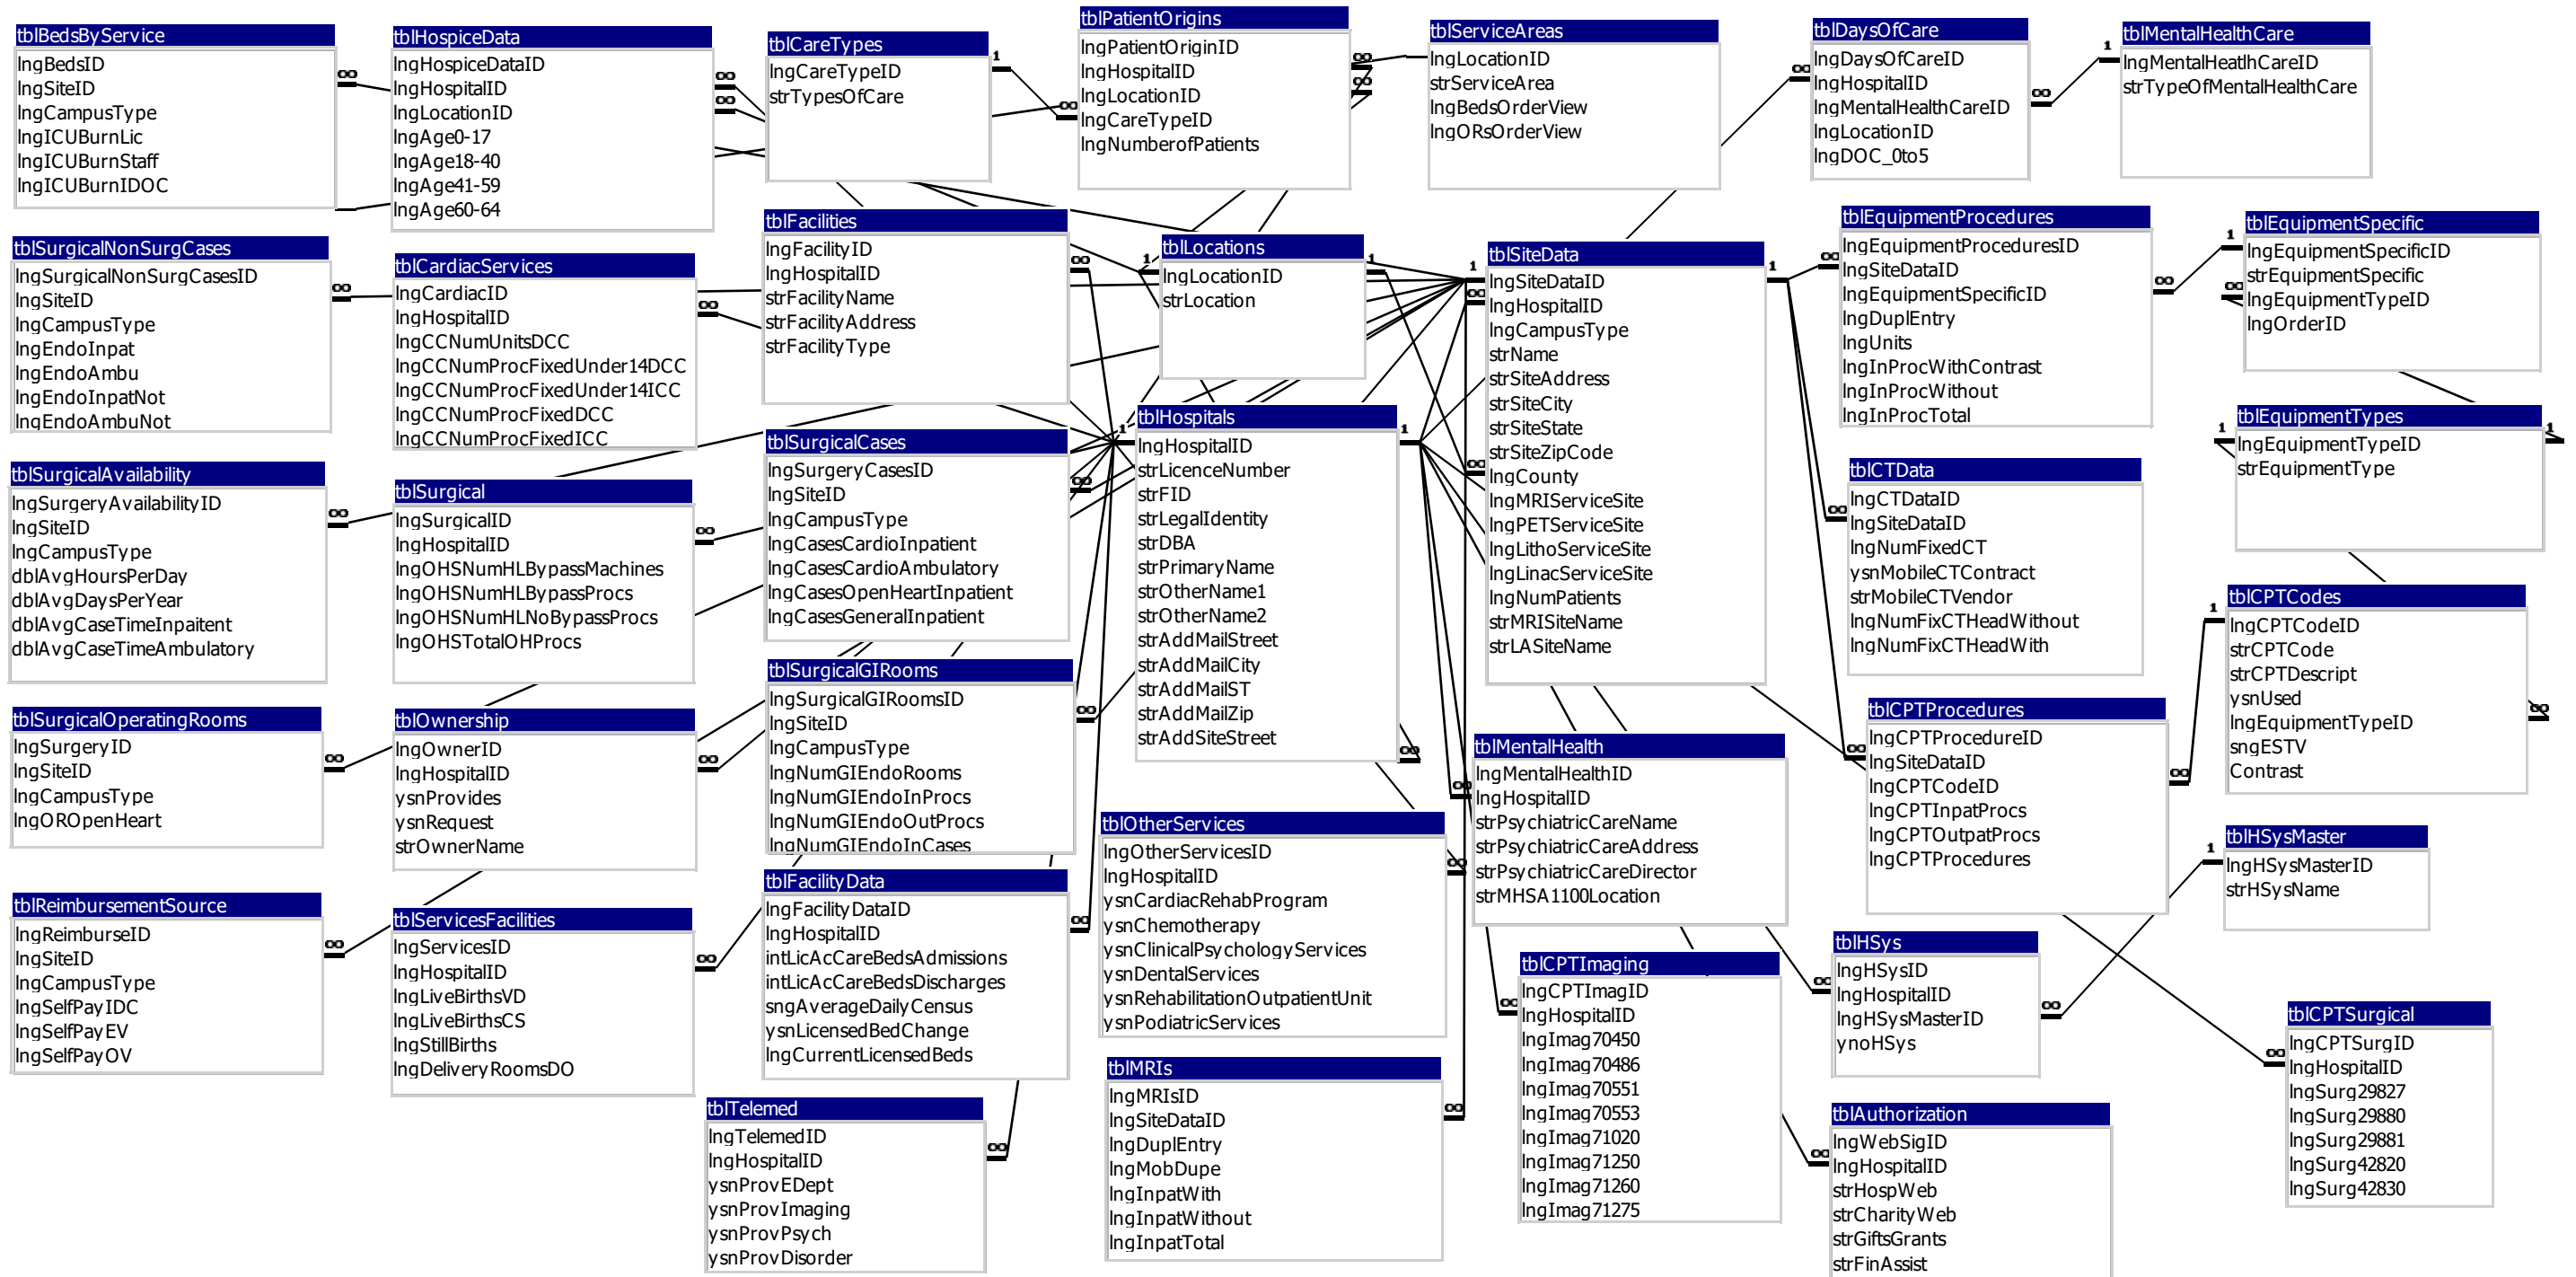 tblBedsByService
lngBedsID
lngSiteID
lngCampusType
lngICUBurnLic
lngICUBurnStaff
lngICUBurnIDOC
tblHospiceData
lngHospiceDataID
lngHospitalID
lngLocationID
lngAge0-17
lngAge18-40
lngAge41-59
lngAge60-64
tblCareTypes
lngCareTypeID
strTypesOfCare
tblPatientOrigins
lngPatientOriginID
lngHospitalID
lngLocationID
lngCareTypeID
lngNumberofPatients
tblServiceAreas
lngLocationID
strServiceArea
lngBedsOrderView
lngORsOrderView
tblDaysOfCare
lngDaysOfCareID
lngHospitalID
lngMentalHealthCareID
lngLocationID
lngDOC_0to5
tblMentalHealthCare
lngMentalHeatlhCareID
strTypeOfMentalHealthCare
tblSurgicalNonSurgCases
lngSurgicalNonSurgCasesID
lngSiteID
lngCampusType
lngEndoInpat
lngEndoAmbu
lngEndoInpatNot
lngEndoAmbuNot
tblCardiacServices
lngCardiacID
lngHospitalID
lngCCNumUnitsDCC
lngCCNumProcFixedUnder14DCC
lngCCNumProcFixedUnder14ICC
lngCCNumProcFixedDCC
lngCCNumProcFixedICC
tblFacilities
lngFacilityID
lngHospitalID
strFacilityName
strFacilityAddress
strFacilityType
tblLocations
lngLocationID
strLocation
tblSiteData
lngSiteDataID
lngHospitalID
lngCampusType
strName
strSiteAddress
strSiteCity
strSiteState
strSiteZipCode
lngCounty
lngMRIServiceSite
lngPETServiceSite
lngLithoServiceSite
lngLinacServiceSite
lngNumPatients
strMRISiteName
strLASiteName
tblEquipmentProcedures
lngEquipmentProceduresID
lngSiteDataID
lngEquipmentSpecificID
lngDuplEntry
lngUnits
lngInProcWithContrast
lngInProcWithout
lngInProcTotal
tblEquipmentSpecific
lngEquipmentSpecificID
strEquipmentSpecific
lngEquipmentTypeID
lngOrderID
tblEquipmentTypes
lngEquipmentTypeID
strEquipmentType
tblSurgicalAvailability
lngSurgeryAvailabilityID
lngSiteID
lngCampusType
dblAvgHoursPerDay
dblAvgDaysPerYear
dblAvgCaseTimeInpaitent
dblAvgCaseTimeAmbulatory
tblSurgical
lngSurgicalID
lngHospitalID
lngOHSNumHLBypassMachines
lngOHSNumHLBypassProcs
lngOHSNumHLNoBypassProcs
lngOHSTotalOHProcs
tblSurgicalCases
lngSurgeryCasesID
lngSiteID
lngCampusType
lngCasesCardioInpatient
lngCasesCardioAmbulatory
lngCasesOpenHeartInpatient
lngCasesGeneralInpatient
tblHospitals
lngHospitalID
strLicenceNumber
strFID
strLegalIdentity
strDBA
strPrimaryName
strOtherName1
strOtherName2
strAddMailStreet
strAddMailCity
strAddMailST
strAddMailZip
strAddSiteStreet
tblCTData
lngCTDataID
lngSiteDataID
lngNumFixedCT
ysnMobileCTContract
strMobileCTVendor
lngNumFixCTHeadWithout
lngNumFixCTHeadWith
tblCPTCodes
lngCPTCodeID
strCPTCode
strCPTDescript
ysnUsed
lngEquipmentTypeID
sngESTV
Contrast
tblSurgicalOperatingRooms
lngSurgeryID
lngSiteID
lngCampusType
lngOROpenHeart
tblOwnership
lngOwnerID
lngHospitalID
ysnProvides
ysnRequest
strOwnerName
tblSurgicalGIRooms
lngSurgicalGIRoomsID
lngSiteID
lngCampusType
lngNumGIEndoRooms
lngNumGIEndoInProcs
lngNumGIEndoOutProcs
lngNumGIEndoInCases
tblMentalHealth
lngMentalHealthID
lngHospitalID
strPsychiatricCareName
strPsychiatricCareAddress
strPsychiatricCareDirector
strMHSA1100Location
tblCPTProcedures
lngCPTProcedureID
lngSiteDataID
lngCPTCodeID
lngCPTInpatProcs
lngCPTOutpatProcs
lngCPTProcedures
tblHSysMaster
lngHSysMasterID
strHSysName
tblReimbursementSource
lngReimburseID
lngSiteID
lngCampusType
lngSelfPayIDC
lngSelfPayEV
lngSelfPayOV
tblServicesFacilities
lngServicesID
lngHospitalID
lngLiveBirthsVD
lngLiveBirthsCS
lngStillBirths
lngDeliveryRoomsDO
tblFacilityData
lngFacilityDataID
lngHospitalID
intLicAcCareBedsAdmissions
intLicAcCareBedsDischarges
sngAverageDailyCensus
ysnLicensedBedChange
lngCurrentLicensedBeds
tblOtherServices
lngOtherServicesID
lngHospitalID
ysnCardiacRehabProgram
ysnChemotherapy
ysnClinicalPsychologyServices
ysnDentalServices
ysnRehabilitationOutpatientUnit
ysnPodiatricServices
tblCPTImaging
lngCPTImagID
lngHospitalID
lngImag70450
lngImag70486
lngImag70551
lngImag70553
lngImag71020
lngImag71250
lngImag71260
lngImag71275
tblHSys
lngHSysID
lngHospitalID
lngHSysMasterID
ynoHSys
tblCPTSurgical
lngCPTSurgID
lngHospitalID
lngSurg29827
lngSurg29880
lngSurg29881
lngSurg42820
lngSurg42830
tblTelemed
lngTelemedID
lngHospitalID
ysnProvEDept
ysnProvImaging
ysnProvPsych
ysnProvDisorder
tblMRIs
lngMRIsID
lngSiteDataID
lngDuplEntry
lngMobDupe
lngInpatWith
lngInpatWithout
lngInpatTotal
tblAuthorization
lngWebSigID
lngHospitalID
strHospWeb
strCharityWeb
strGiftsGrants
strFinAssist